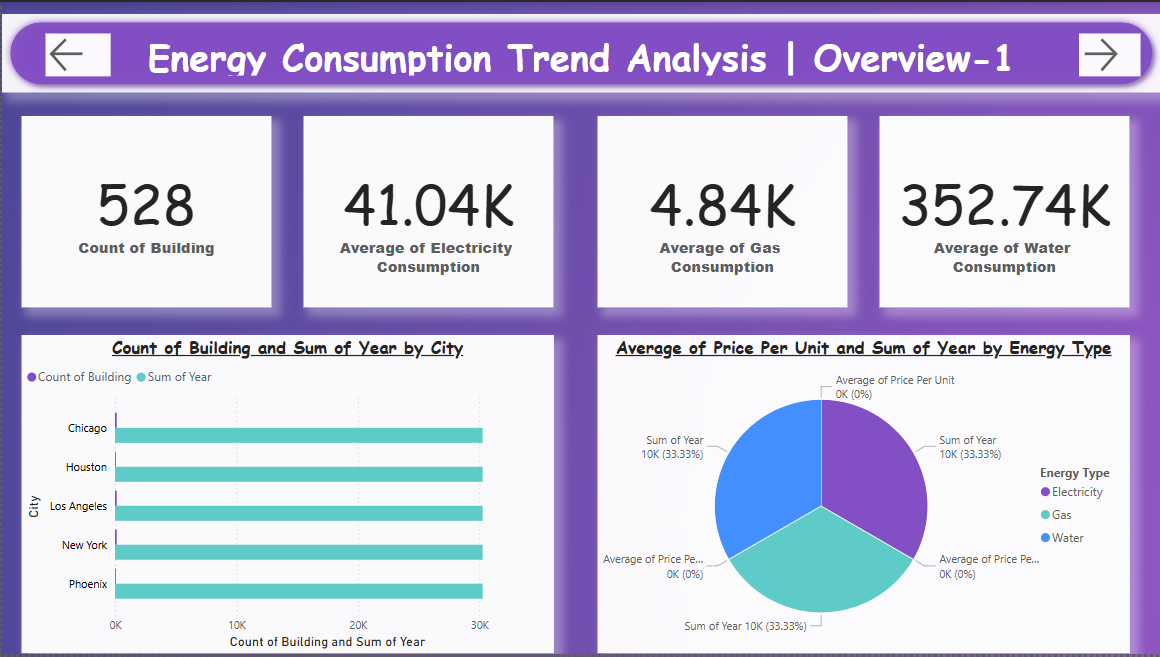 Energy Consumption Trend Analysis | Overview-1
528
Count of Building
41.04K
Average of Electricity
Consumption
4.84K
Average of Gas
Consumption
352.74K
Average of Water
Consumption
Count of Building and Sum of Year by City
Count of Building
Sum of Year
City
Chicago
Houston
Los Angeles
New York
Phoenix
0K
10K
20K
30K
Count of Building and Sum of Year
Average of Price Per Unit and Sum of Year by Energy Type
Average of Price Per Unit
0K (0%)
Sum of Year
10K (33.33%)
Sum of Year
10K (33.33%)
Average of Price Pe...
0K (0%)
Average of Price Pe...
0K (0%)
Sum of Year 10K (33.33%)
Energy Type
Electricity
Gas
Water